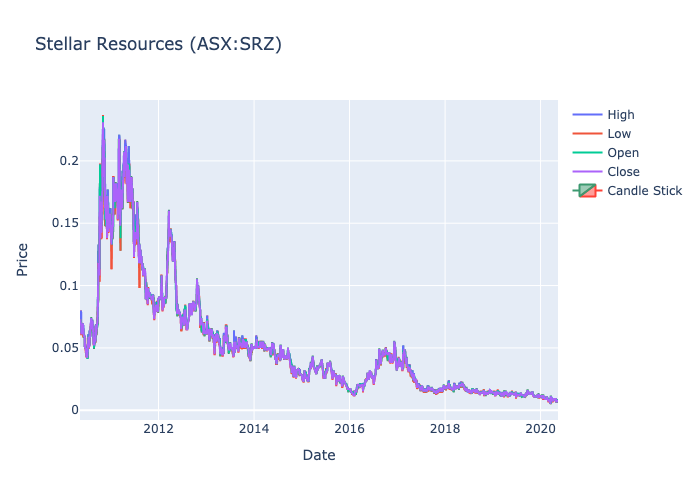 Stellar Resources (ASX:SRZ)
High
Low
Open
Close
Candle Stick
Price
0.2
0.15
0.1
0.05
0
2012
2014
2016
2018
2020
Date